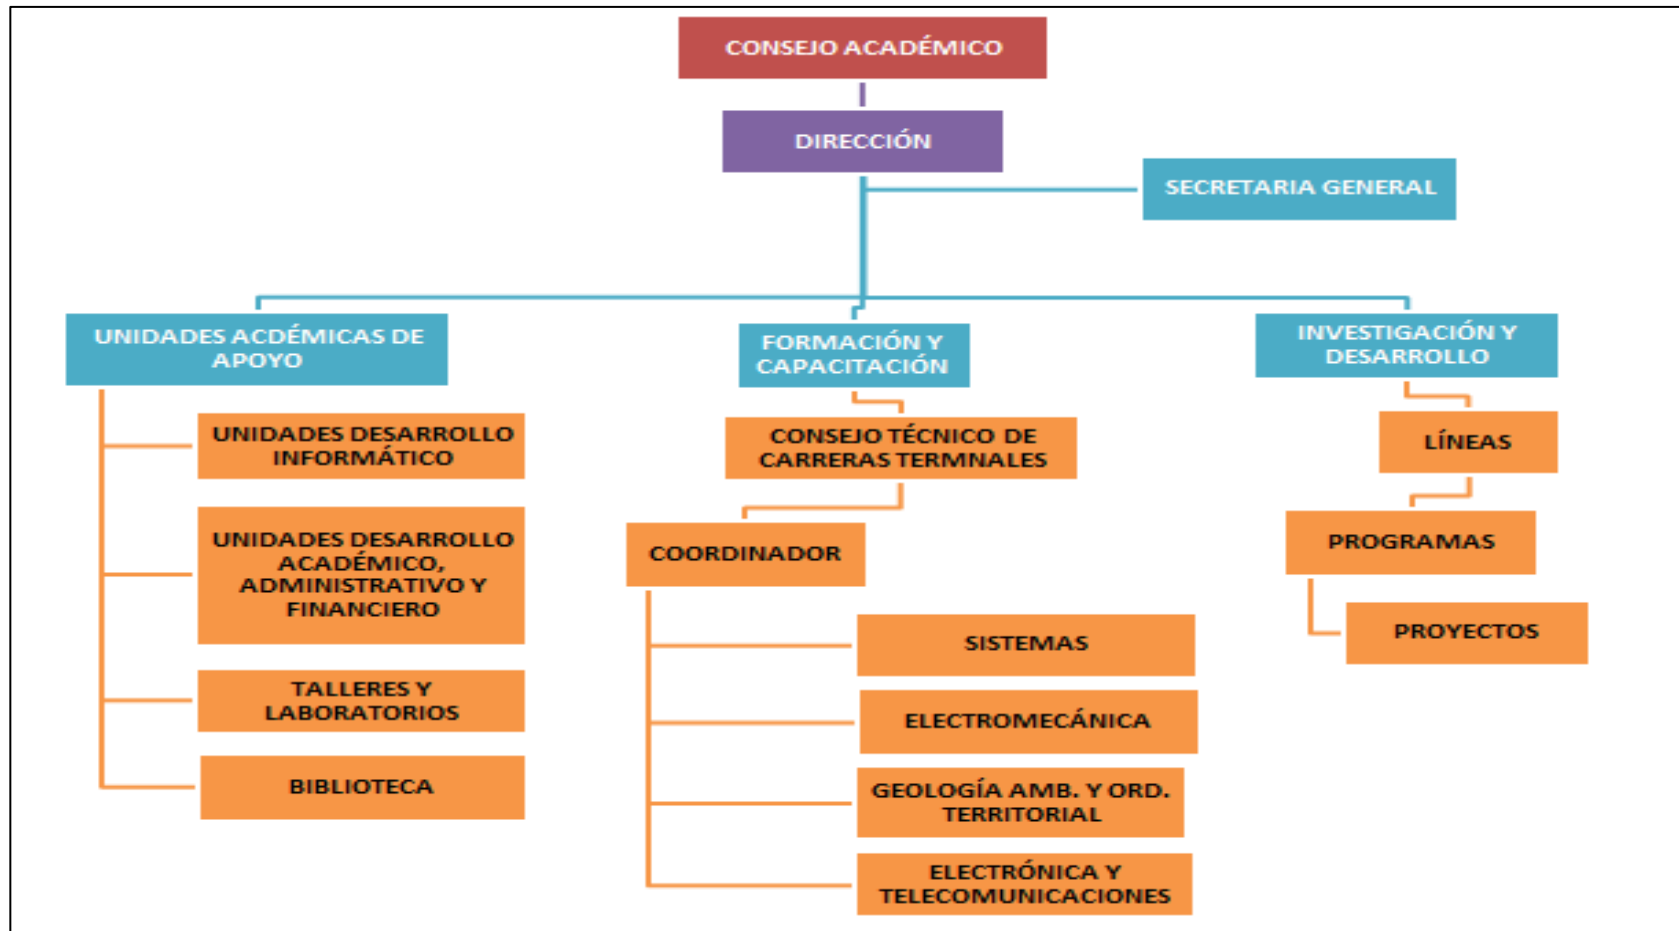 CONSEJO ACADÉMICO
DIRECCIÓN
SECRETARIA GENERAL
UNIDADES ACDÉMICAS DE
APOYO
UNIDADES DESARROLLO
INFORMÁTICO
UNIDADES DESARROLLO
ACADÉMICO,
ADMINISTRATIVO Y
FINANCIERO
TALLERES Y
LABORATORIOS
BIBLIOTECA
FORMACIÓN Y
CAPACITACIÓN
CONSEJO TÉCNICO DE
CARRERAS TERMNALES
COORDINADOR
SISTEMAS
ELECTROMECÁNICA
GEOLOGÍA AMB. Y ORD.
TERRITORIAL
ELECTRÓNICA Y
TELECOMUNICACIONES
INVESTIGACIÓN Y
DESARROLLO
LÍNEAS
PROGRAMAS
PROYECTOS